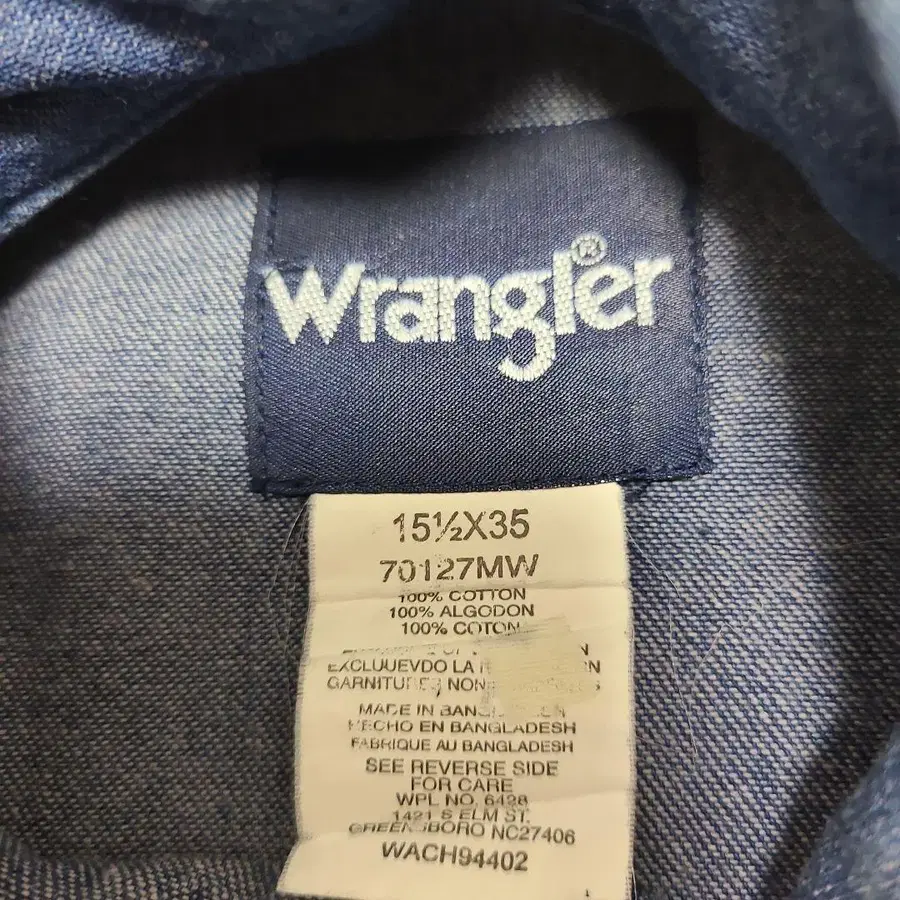 Wrangler®
15½X35
70127MW
100% COTTON
100% ALGODON
100% COTON
EXCLUUEVDO LA
GARNITURES NON
MADE IN
HECHO EN BANGLADESH
FABRIQUE AU BANGLADESH
SEE REVERSE SIDE
FOR CARE
WPL NO. 6428
1421 S ELM ST.
GREENSBORO NC27406
WACH94402